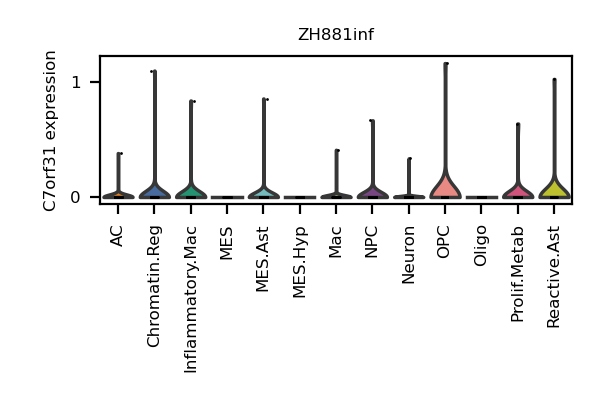 ZH881inf
C7orf31 expression
1
0
AC
Chromatin.Reg
Inflammatory.Mac
MES
MES.Ast
MES.Hyp
Mac
NPC
Neuron
OPC
Oligo
Prolif.Metab
Reactive.Ast